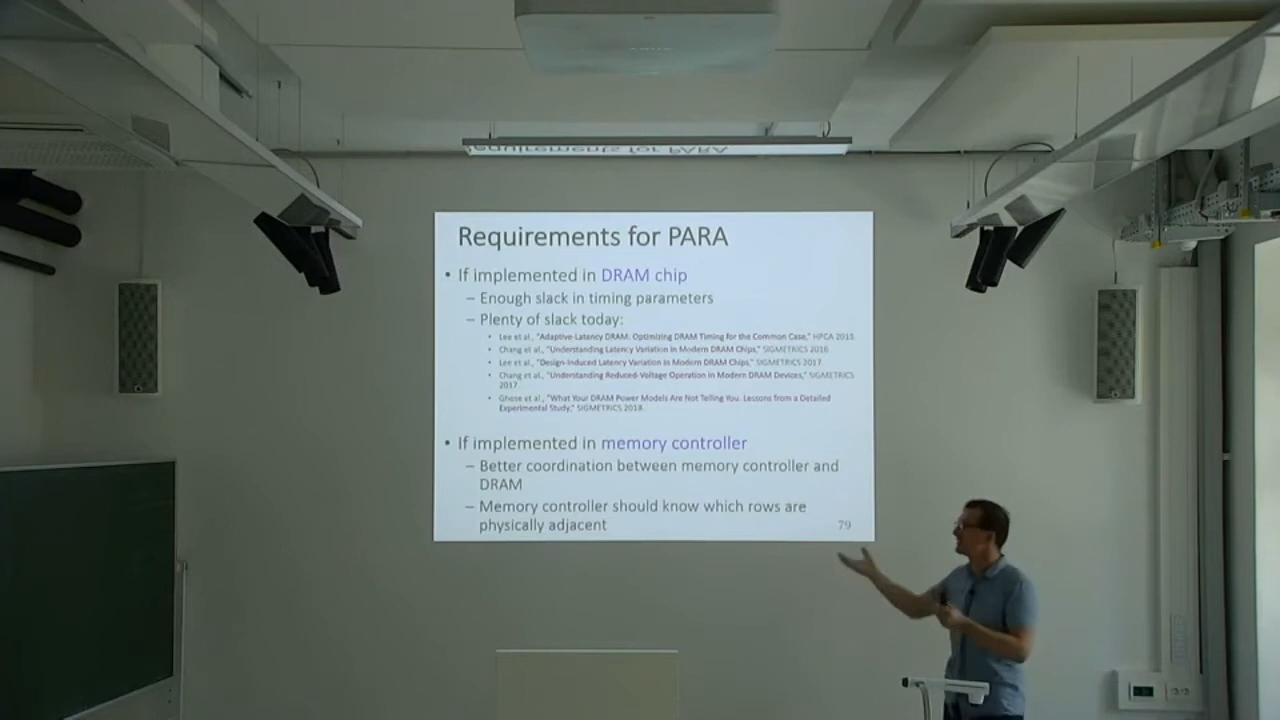 Requirements for PARA
• If implemented in DRAM chip
– Enough slack in timing parameters
– Plenty of slack today:
• Lee et al., "Adaptive-Latency DRAM: Optimizing DRAM Timing for the Common Case," HPCA 2015.
• Chang et al., "Understanding Latency Variation in Modern DRAM Chips," SIGMETRICS 2016.
• Lee et al., "Design-Induced Latency Variation in Modern DRAM Chips," SIGMETRICS 2017.
• Chang et al., "Understanding Reduced-Voltage Operation in Modern DRAM Devices," SIGMETRICS
2017.
• Ghose et al., "What Your DRAM Power Models Are Not Telling You: Lessons from a Detailed
Experimental Study," SIGMETRICS 2018.
• If implemented in memory controller
– Better coordination between memory controller and
DRAM
– Memory controller should know which rows are
physically adjacent
79